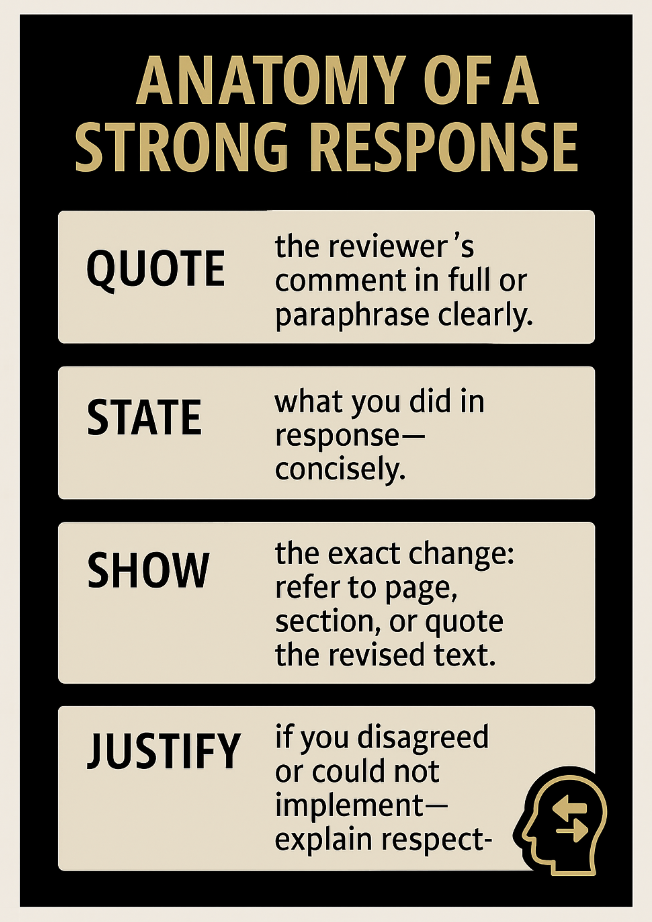 ANATOMY OF A
STRONG RESPONSE
QUOTE
the reviewer's
comment in full or
paraphrase clearly.
STATE
what you did in
response—
concisely.
SHOW
the exact change:
refer to page,
section, or quote
the revised text.
JUSTIFY
if you disagreed
or could not
implement—
explain respect-